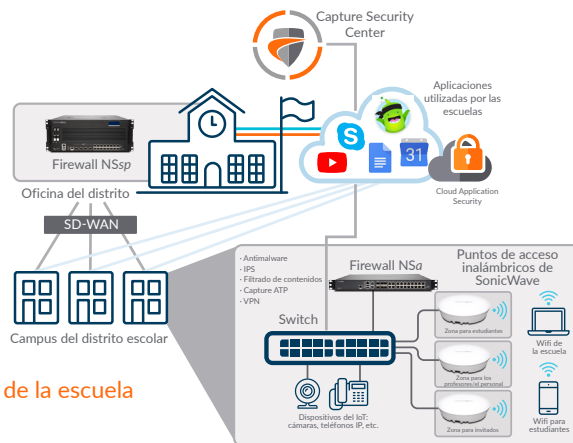 Capture Security
Center
Aplicaciones
utilizadas por las
escuelas
31
Cloud Application
Security
Firewall NSsp
Oficina del distrito
SD-WAN
Campus del distrito escolar
de la escuela
· Antimalware
· IPS
· Filtrado de contenidos
· Capture ATP
· VPN
Firewall NSa
Switch
Dispositivos del IoT:
cámaras, teléfonos IP, etc.
Puntos de acceso
inalámbricos de
SonicWave
Zona para estudiantes
Zona para los
profesores/el personal
Zona para invitados
Wifi de
la escuela
Wifi para
estudiantes